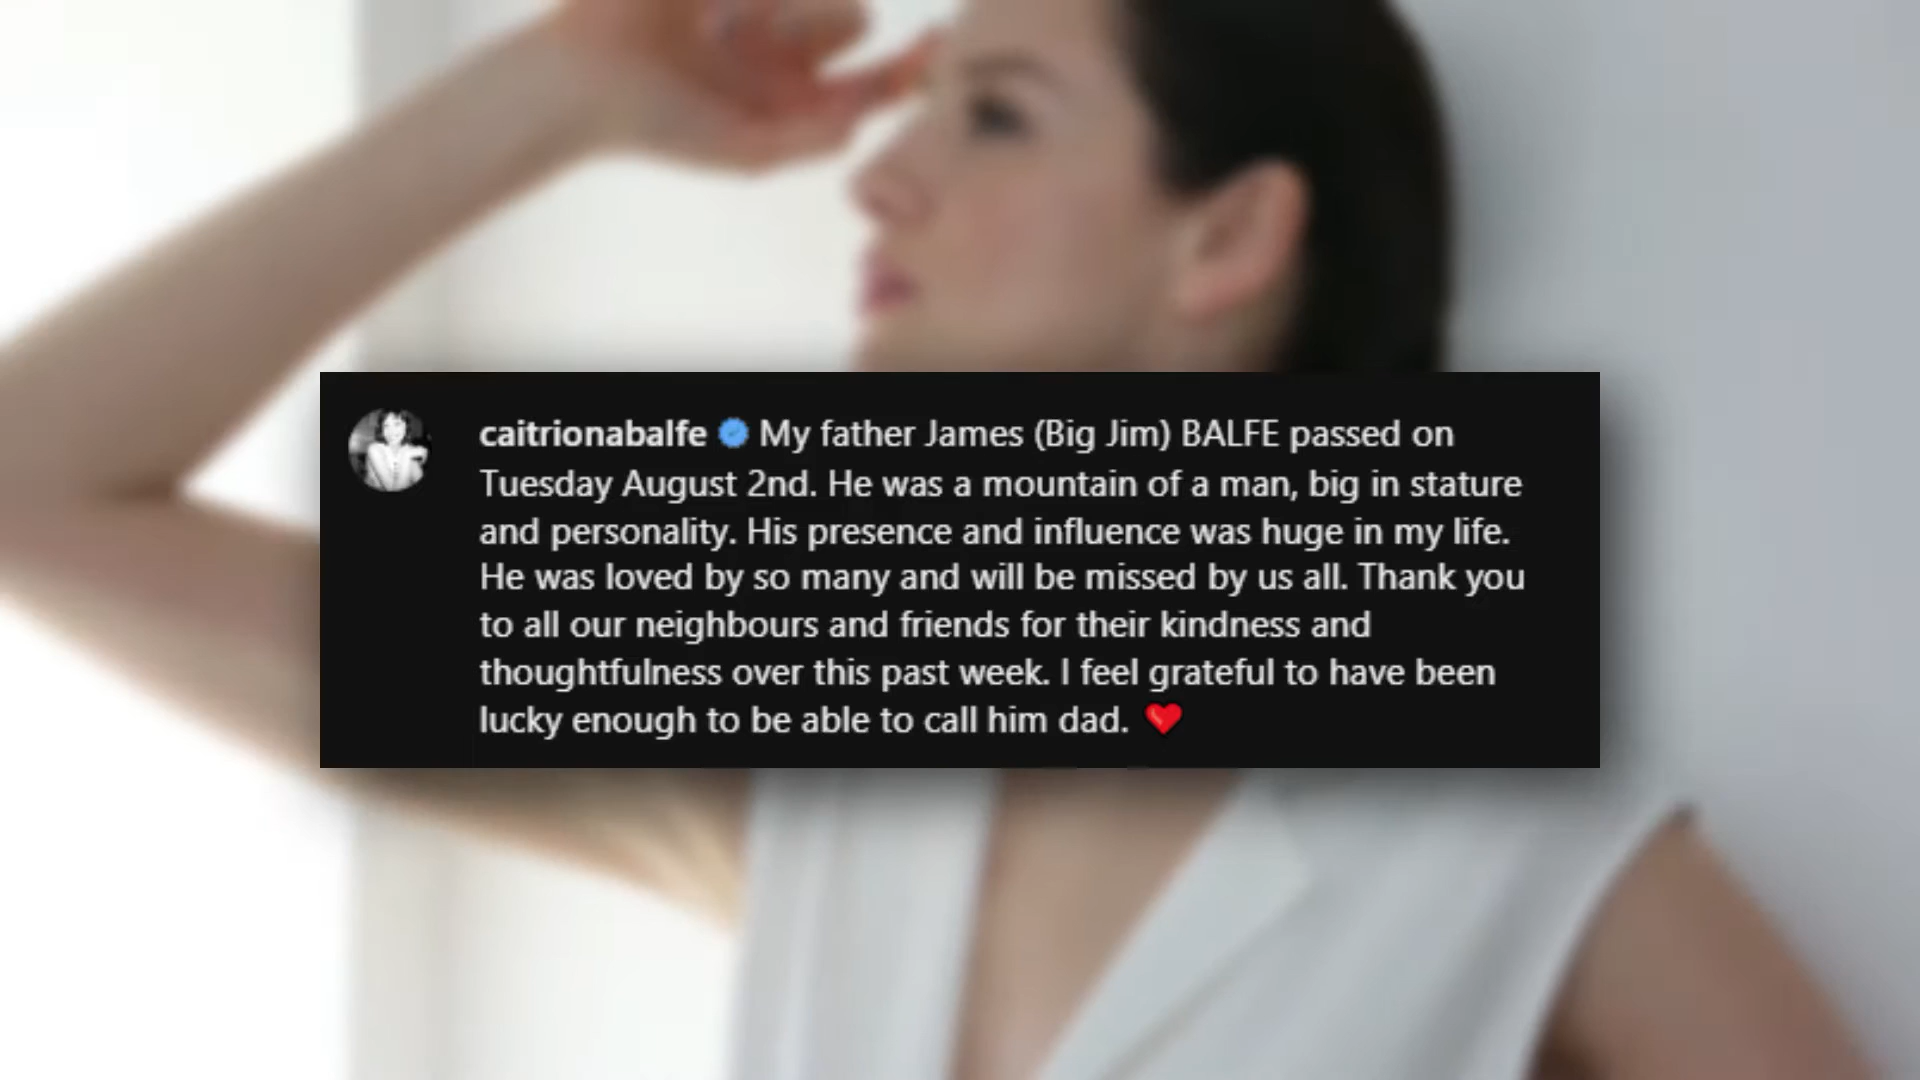 caitrionabalfe My father James (Big Jim) BALFE passed on
Tuesday August 2nd. He was a mountain of a man, big in stature
and personality. His presence and influence was huge in my life.
He was loved by so many and will be missed by us all. Thank you
to all our neighbours and friends for their kindness and
thoughtfulness over this past week. I feel grateful to have been
lucky enough to be able to call him dad. ❤️